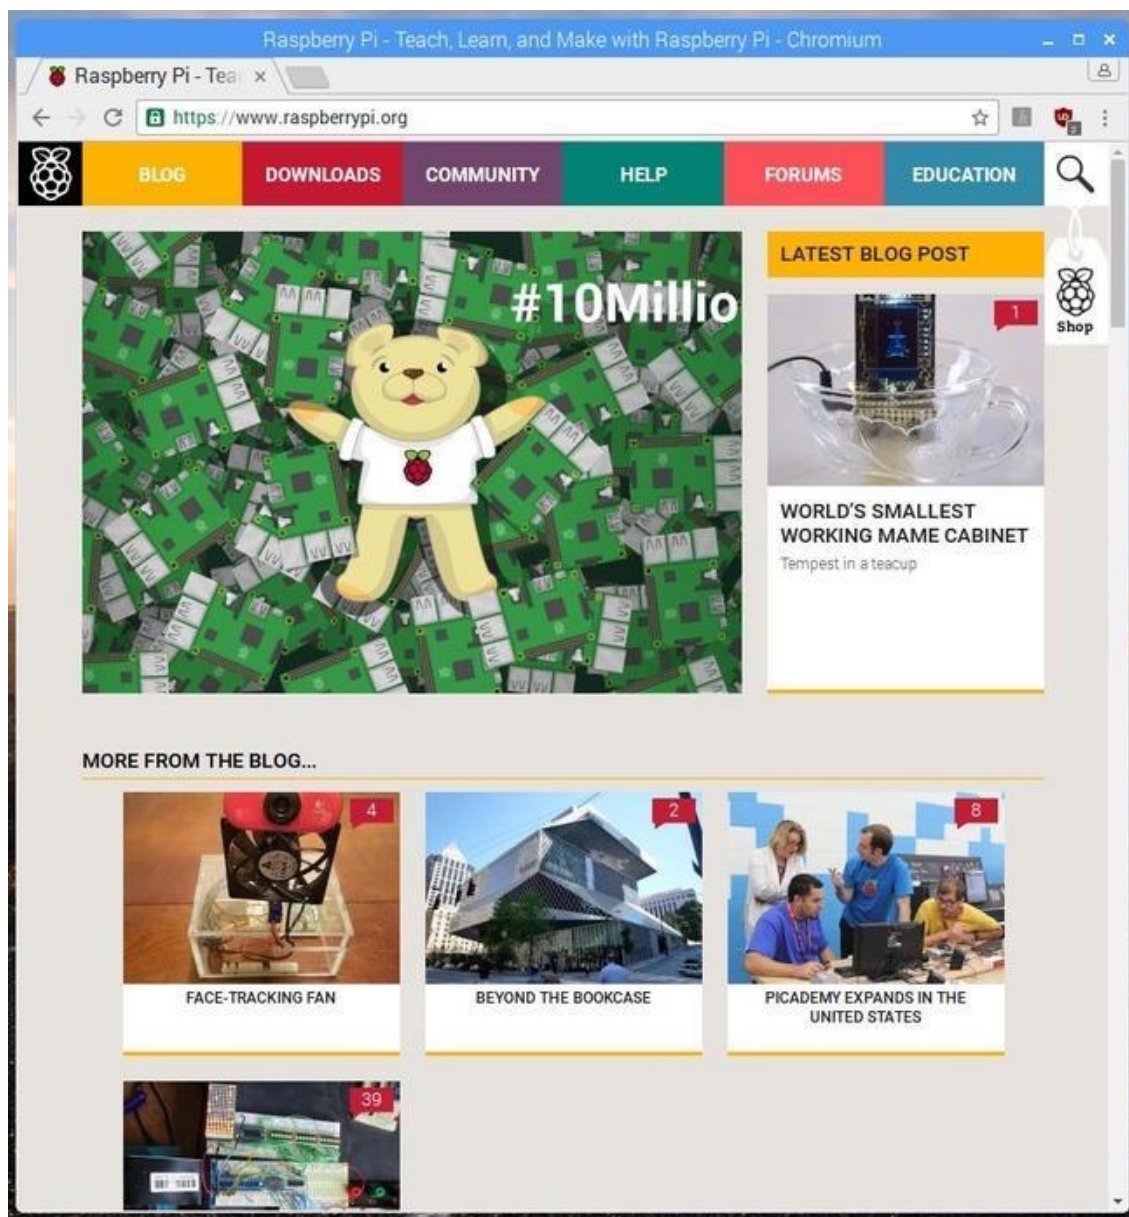 Raspberry Pi - Teach, Learn, and Make with Raspberry Pi - Chromium
Raspberry Pi - Tea
https://www.raspberrypi.org
BLOG
DOWNLOADS
COMMUNITY
HELP
FORUMS
EDUCATION
#10Millio
LATEST BLOG POST
1
Shop
WORLD'S SMALLEST
WORKING MAME CABINET
Tempest in a teacup
MORE FROM THE BLOG...
4
2
8
FACE-TRACKING FAN
BEYOND THE BOOKCASE
PICADEMY EXPANDS IN THE
UNITED STATES
39